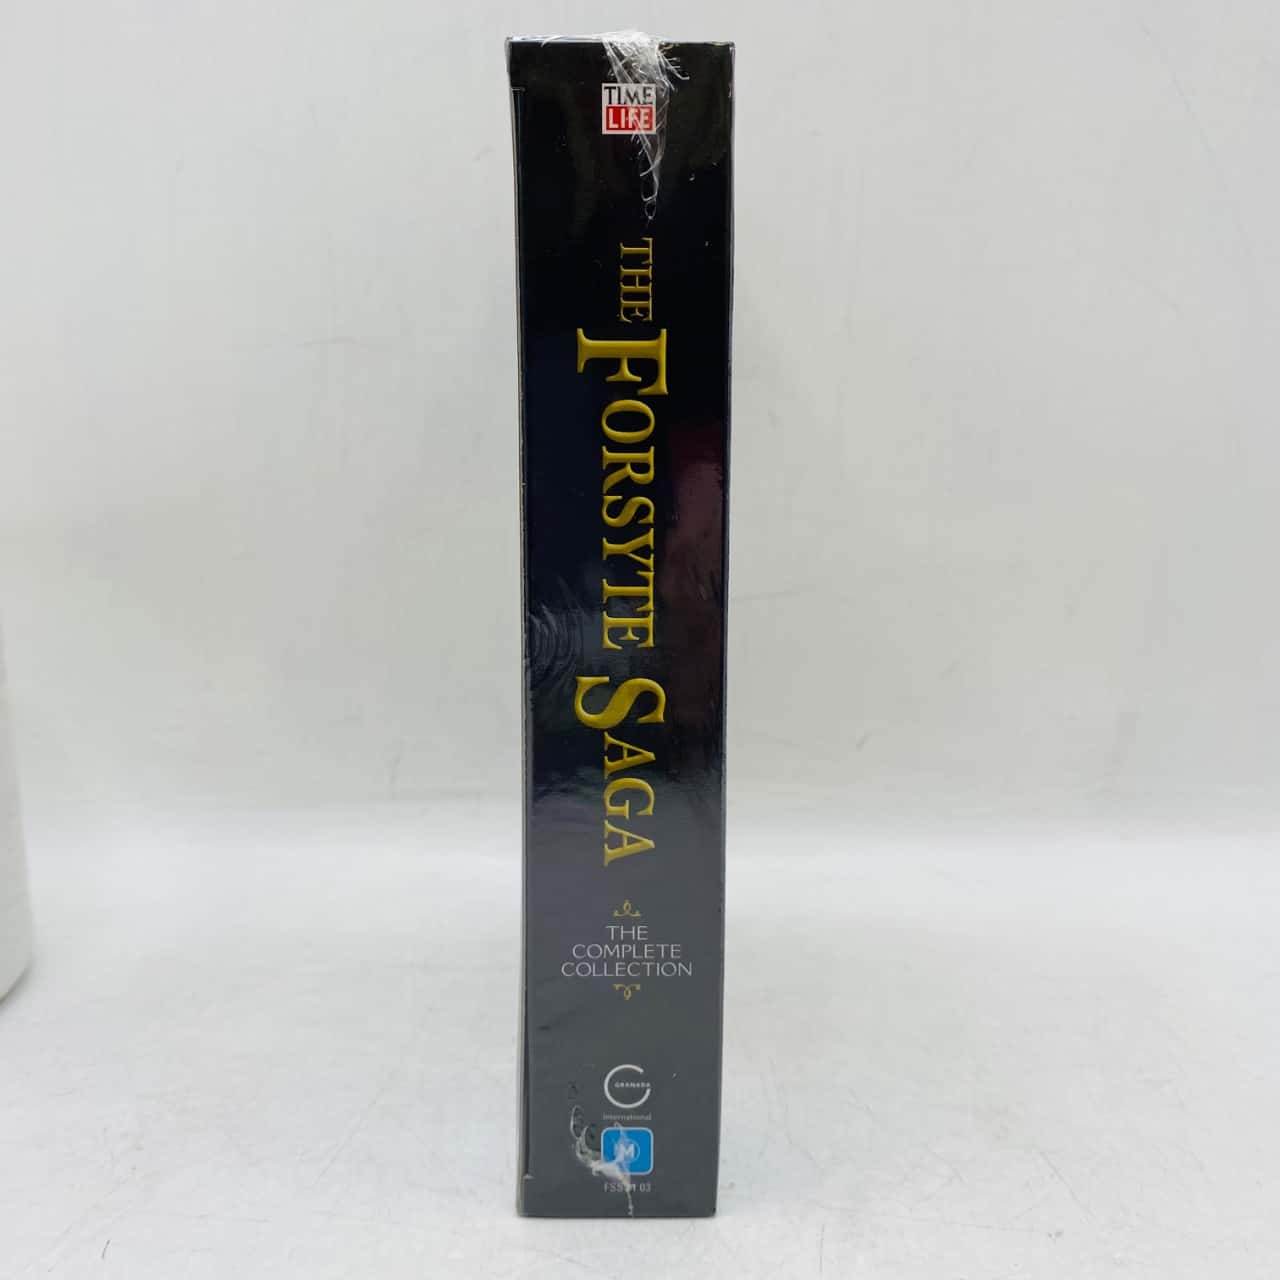 TIME
LIFE
THE FORSYTE SAGA
THE
COMPLETE
COLLECTION
GRANADA
International
M